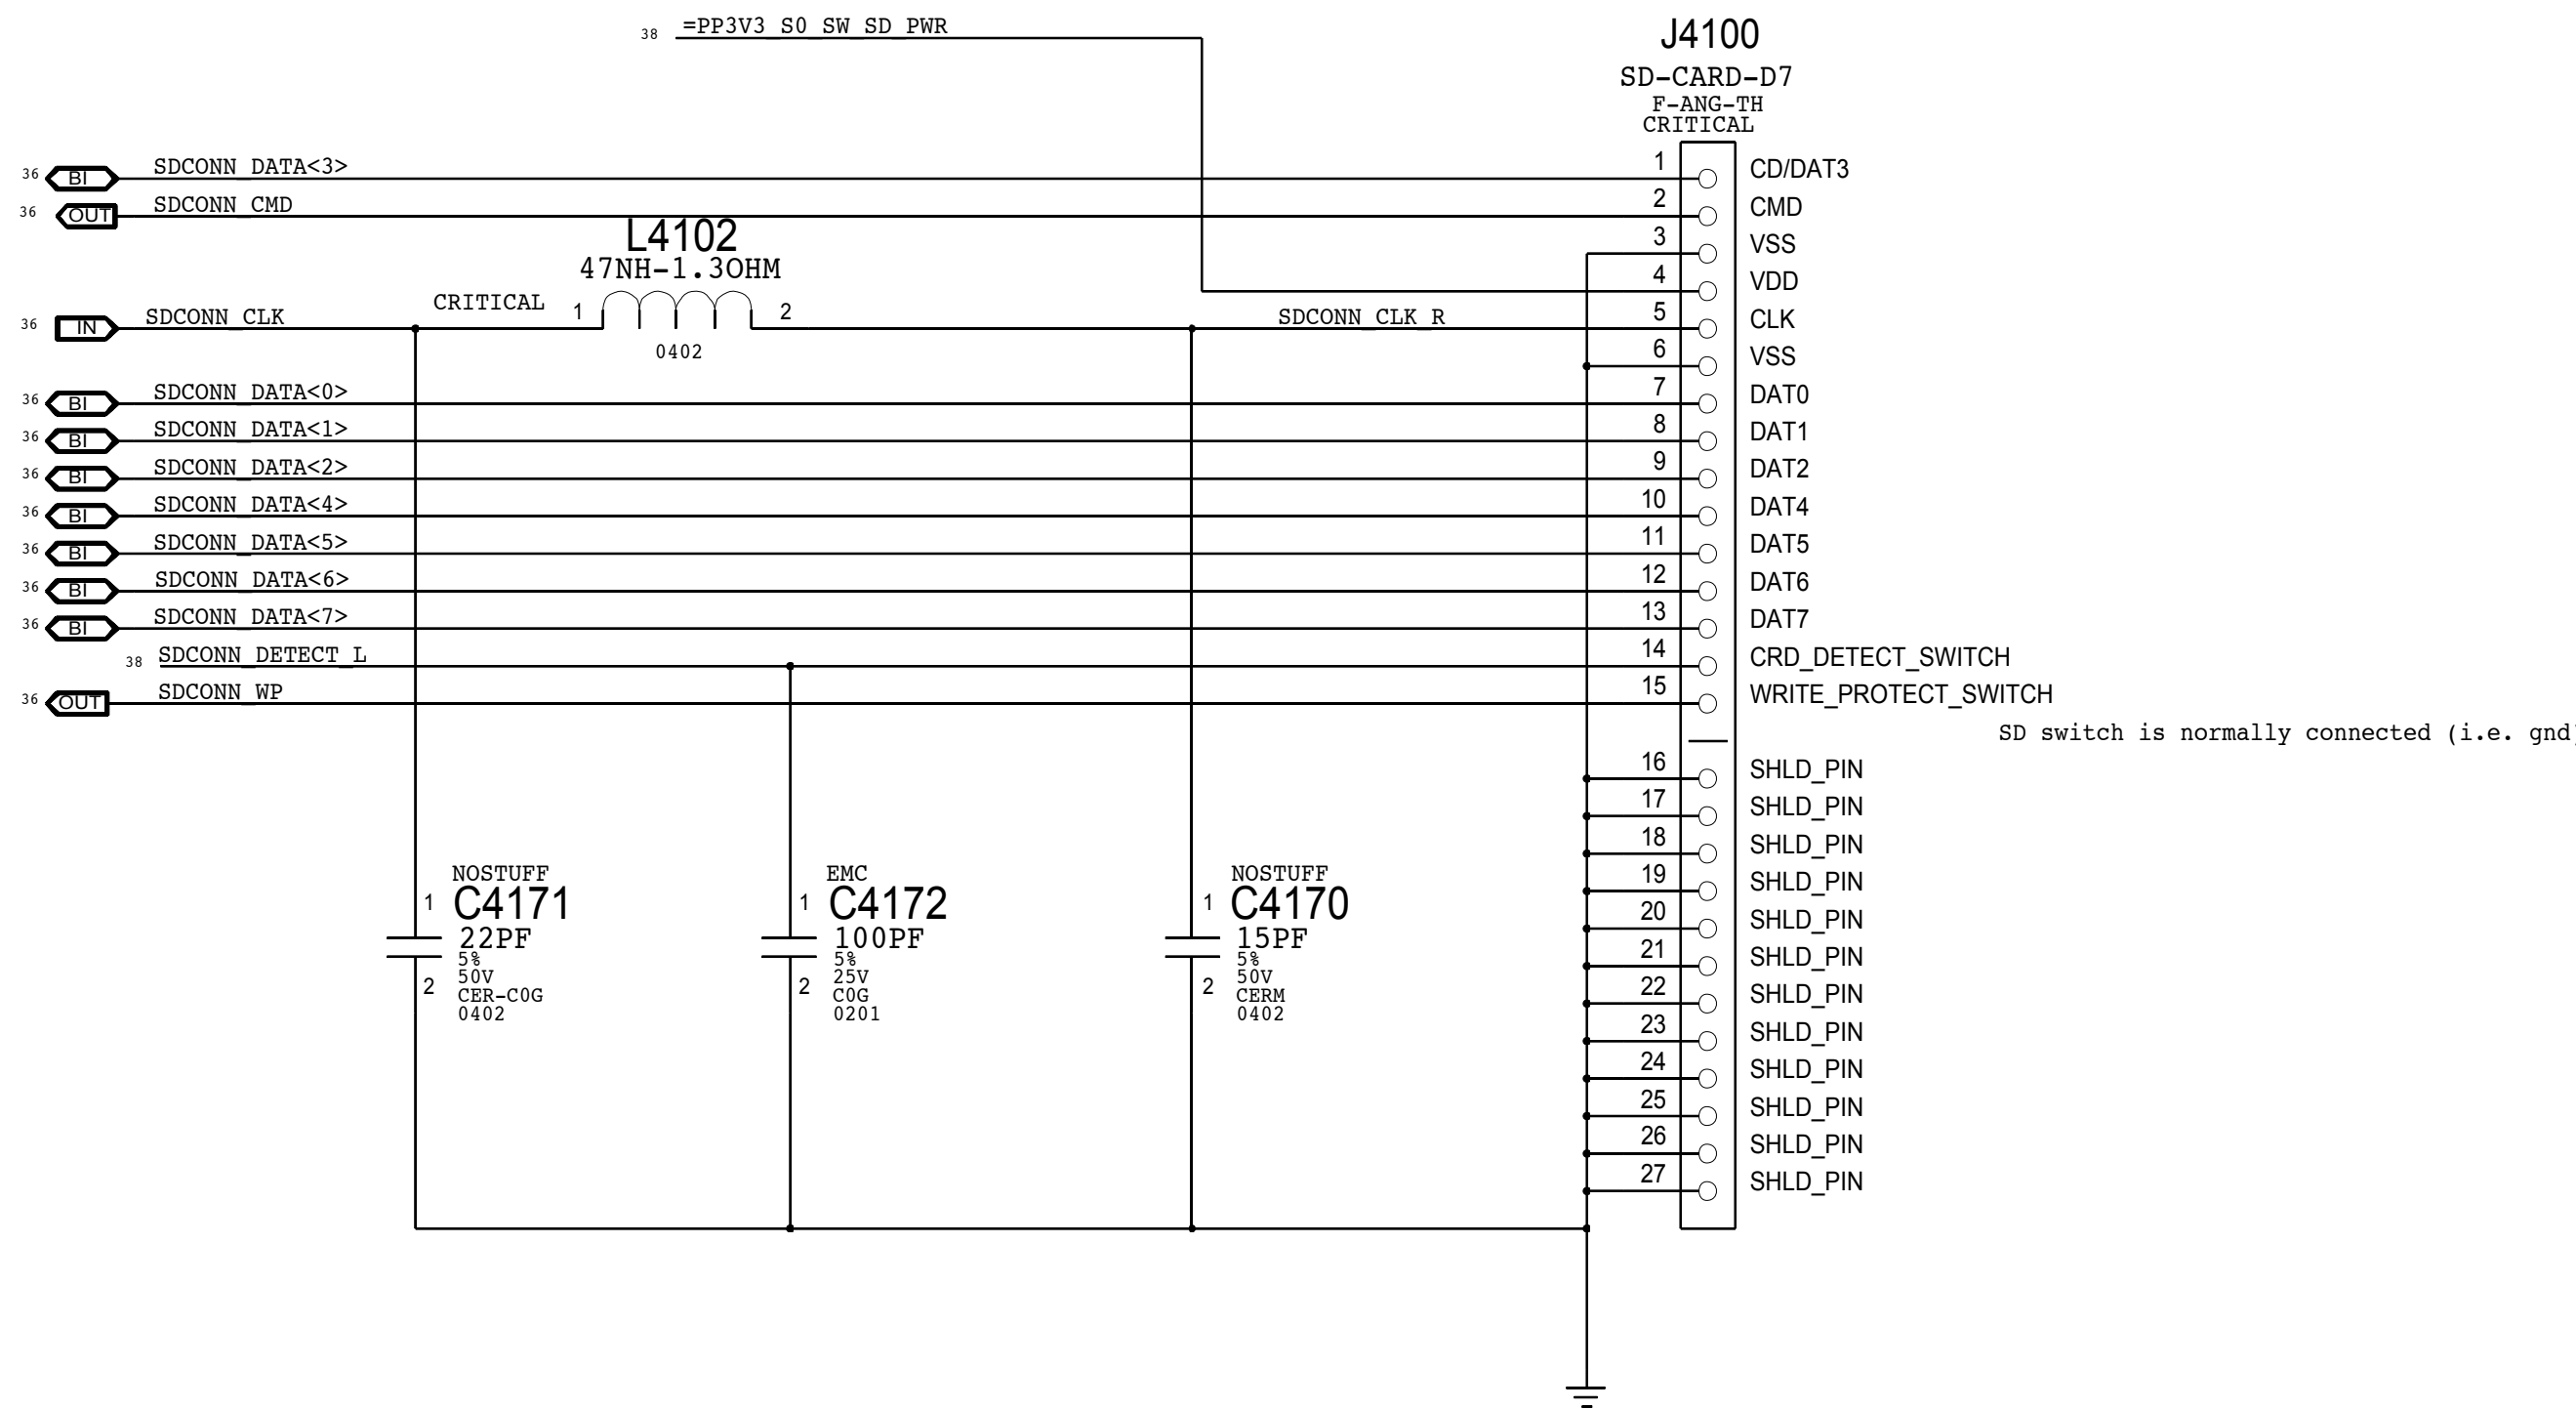 38 =PP3V3_S0_SW_SD_PWR
J4100
SD-CARD-D7
F-ANG-TH
CRITICAL
36 BI SDCONN_DATA<3> 1 CD/DAT3
36 OUT SDCONN_CMD 2 CMD
L4102
47NH-1.3OHM
3 VSS
4 VDD
36 IN SDCONN_CLK CRITICAL 1 2 SDCONN_CLK_R 5 CLK
0402
6 VSS
36 BI SDCONN_DATA<0> 7 DAT0
36 BI SDCONN_DATA<1> 8 DAT1
36 BI SDCONN_DATA<2> 9 DAT2
36 BI SDCONN_DATA<4> 10 DAT4
36 BI SDCONN_DATA<5> 11 DAT5
36 BI SDCONN_DATA<6> 12 DAT6
36 BI SDCONN_DATA<7> 13 DAT7
38 SDCONN_DETECT_L 14 CRD_DETECT_SWITCH
36 OUT SDCONN_WP 15 WRITE_PROTECT_SWITCH
SD switch is normally connected (i.e. gnd)
16 SHLD_PIN
17 SHLD_PIN
18 SHLD_PIN
19 SHLD_PIN
20 SHLD_PIN
21 SHLD_PIN
22 SHLD_PIN
23 SHLD_PIN
24 SHLD_PIN
25 SHLD_PIN
26 SHLD_PIN
27 SHLD_PIN
NOSTUFF
1 C4171
22PF
5%
50V
2 CER-C0G
0402
EMC
1 C4172
100PF
5%
25V
2 C0G
0201
NOSTUFF
1 C4170
15PF
5%
50V
2 CERM
0402